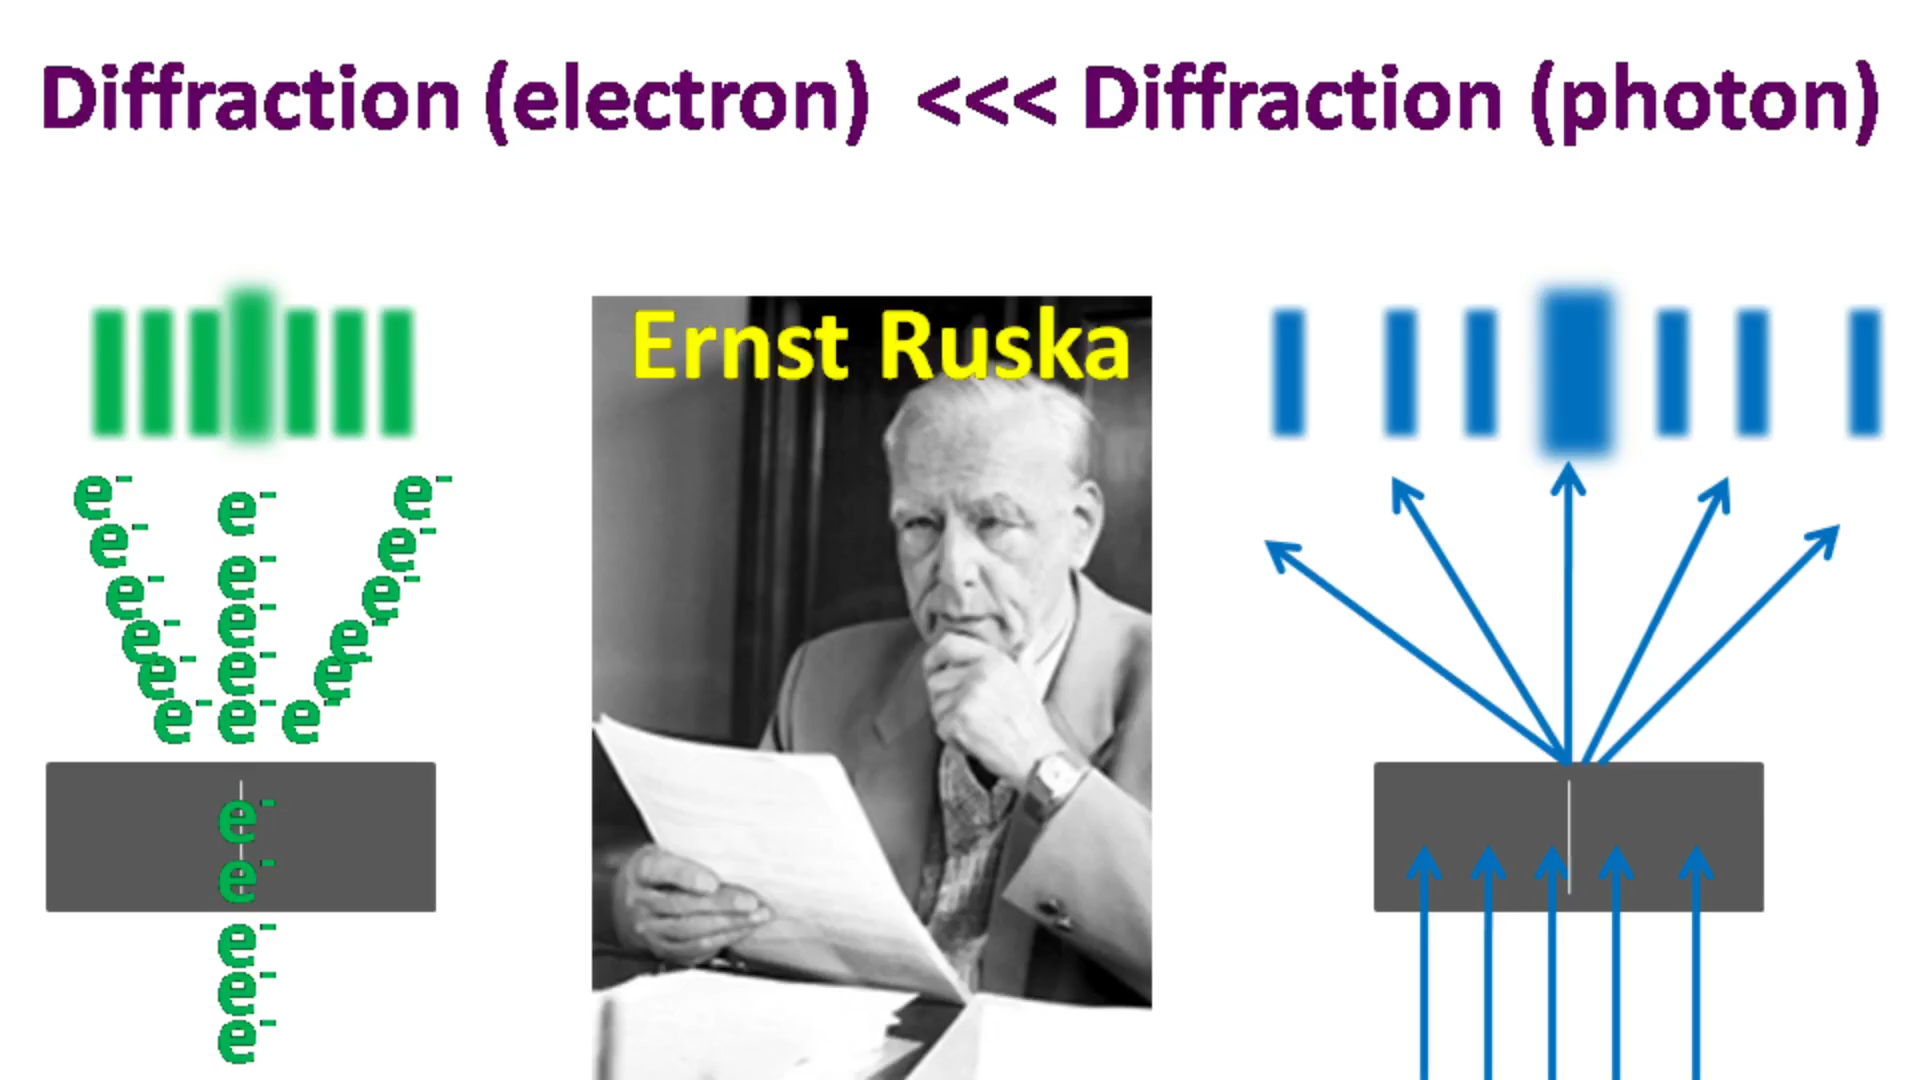 Diffraction (electron) <<< Diffraction (photon)
Ernst Ruska
e- e- e-
e- e-
e- e- e-
e- e- e-
e- e-
e- e- e-
e- e- e-
e-
e-
e-
e-
e-